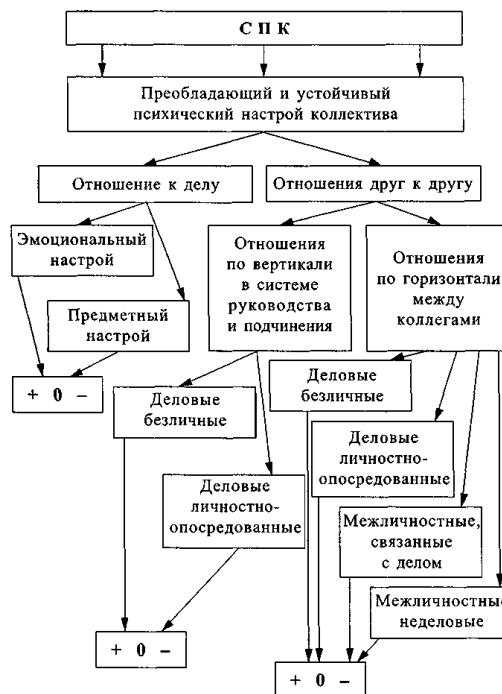 СПК
Преобладающий и устойчивый
психический настрой коллектива
Отношение к делу
Отношения друг к другу
Эмоциональный
настрой
Предметный
настрой
+ 0 –
Отношения
по вертикали
в системе
руководства
и подчинения
Отношения
по горизонтали
между
коллегами
Деловые
безличные
Деловые
личностно-
опосредованные
+ 0 –
Деловые
безличные
Деловые
личностно-
опосредованные
Межличностные,
связанные
с делом
Межличностные
неделовые
+ 0 –